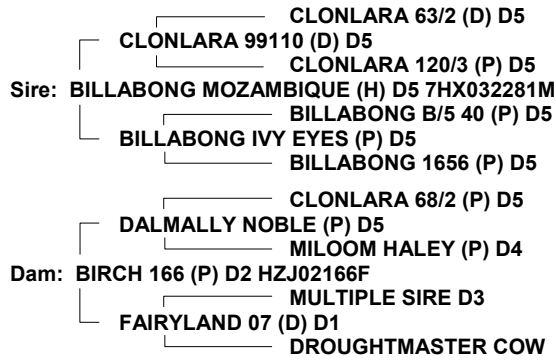 CLONLARA 63/2 (D) D5
CLONLARA 99110 (D) D5
CLONLARA 120/3 (P) D5
Sire: BILLABONG MOZAMBIQUE (H) D5 7HX032281M
BILLABONG B/5 40 (P) D5
BILLABONG IVY EYES (P) D5
BILLABONG 1656 (P) D5
CLONLARA 68/2 (P) D5
DALMALLY NOBLE (P) D5
MILOOM HALEY (P) D4
Dam: BIRCH 166 (P) D2 HZJ02166F
MULTIPLE SIRE D3
FAIRYLAND 07 (D) D1
DROUGHTMASTER COW